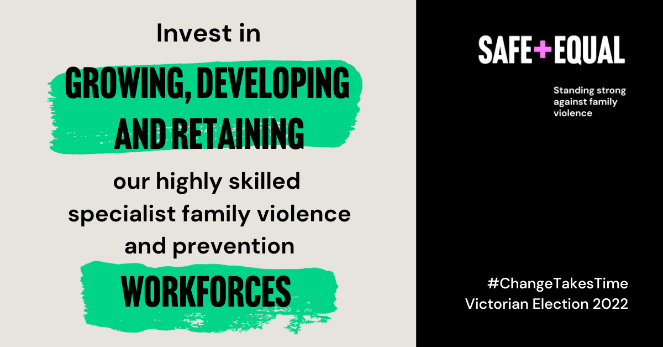 Invest in
GROWING, DEVELOPING
AND RETAINING
our highly skilled
specialist family violence
and prevention
WORKFORCES
SAFE+EQUAL
Standing strong
against family
violence
#ChangeTakesTime
Victorian Election 2022